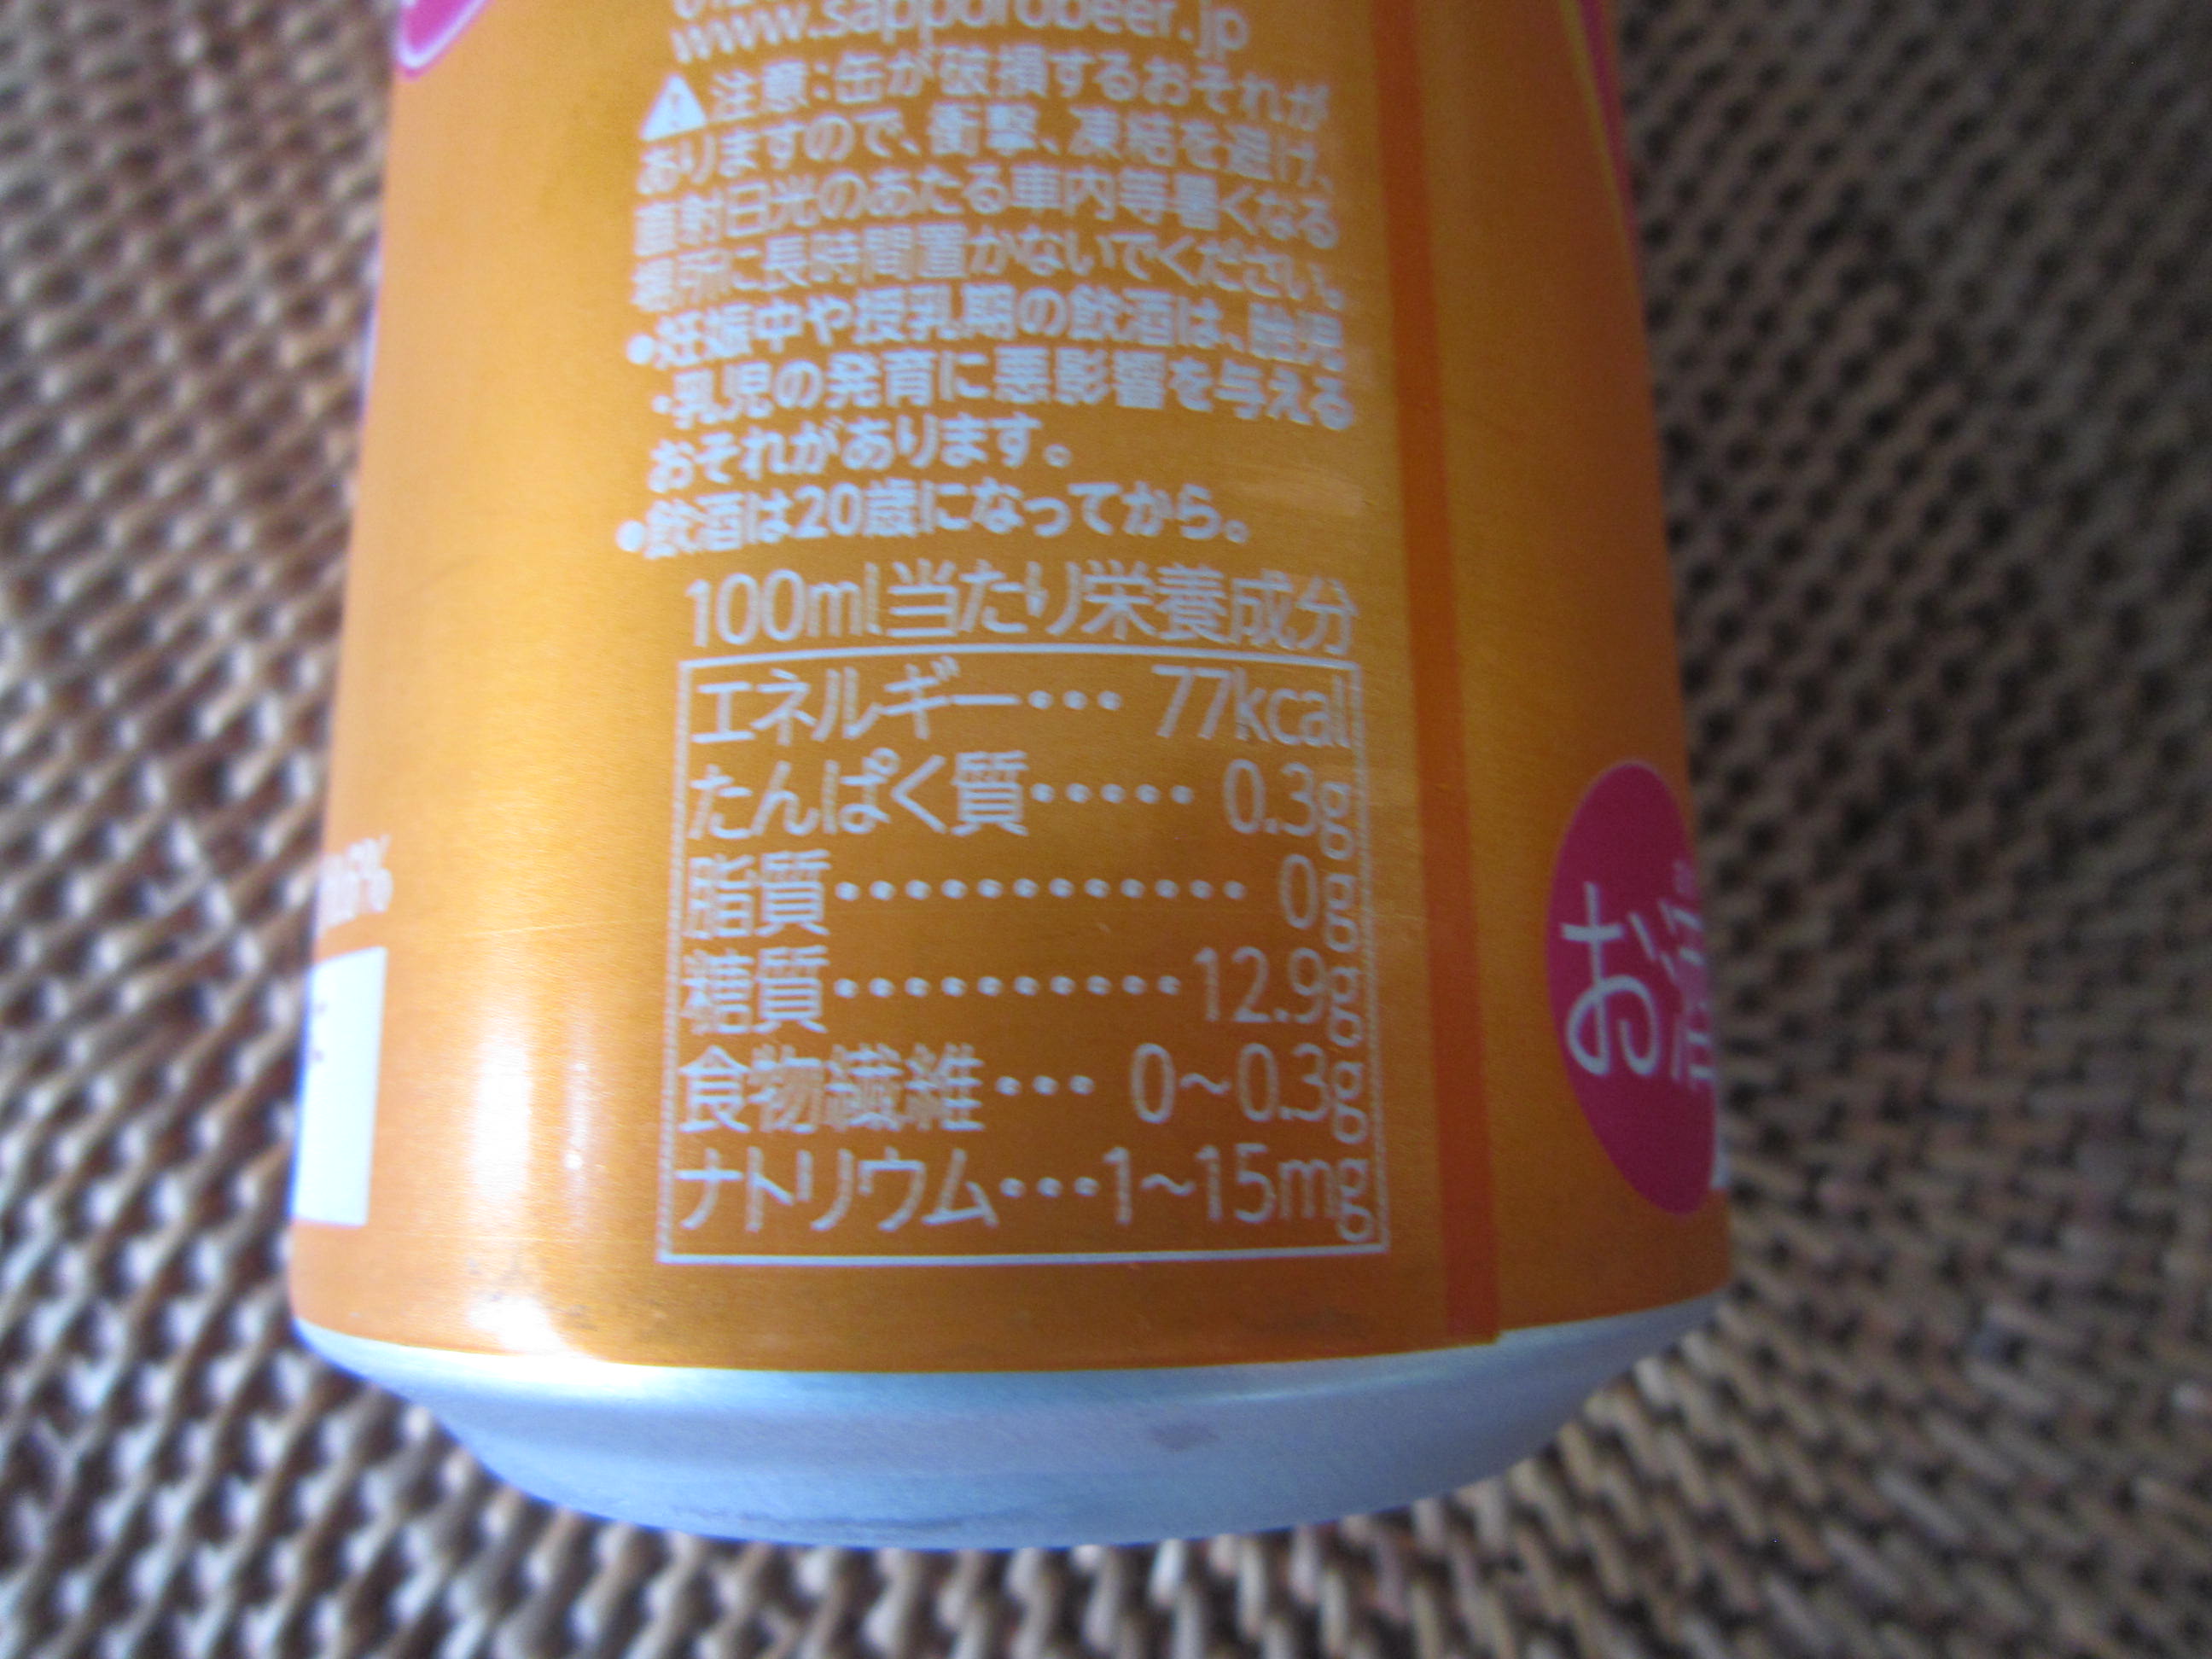 www.sapporobeer.jp
注意:缶が破損するおそれが
ありますので、衝撃、凍結を避け、
直射日光のあたる車内等暑くなる
場所に長時間置かないでください。
●妊娠中や授乳期の飲酒は、胎児
・乳児の発育に悪影響を与える
おそれがあります。
●飲酒は20歳になってから。
100ml当たり栄養成分
エネルギー・・・ 77kcal
たんぱく質・・・・・ 0.3g
脂質・・・・・・・・・・・・ 0g
糖質・・・・・・・・・・12.9g
食物繊維・・・ 0~0.3g
ナトリウム・・・1~15mg
お酒